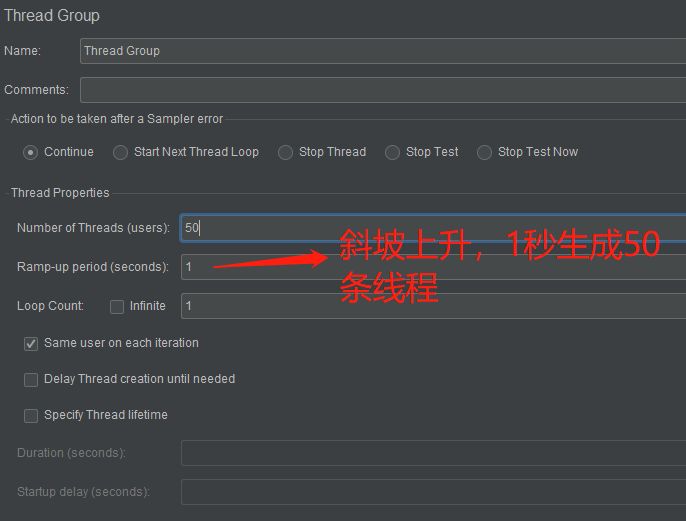 Thread Group
Name: Thread Group
Comments:
Action to be taken after a Sampler error
Continue Start Next Thread Loop Stop Thread Stop Test Stop Test Now
Thread Properties
Number of Threads (users): 50
Ramp-up period (seconds): 1
斜坡上升，1秒生成50
条线程
Loop Count: Infinite 1
Same user on each iteration
Delay Thread creation until needed
Specify Thread lifetime
Duration (seconds):
Startup delay (seconds):